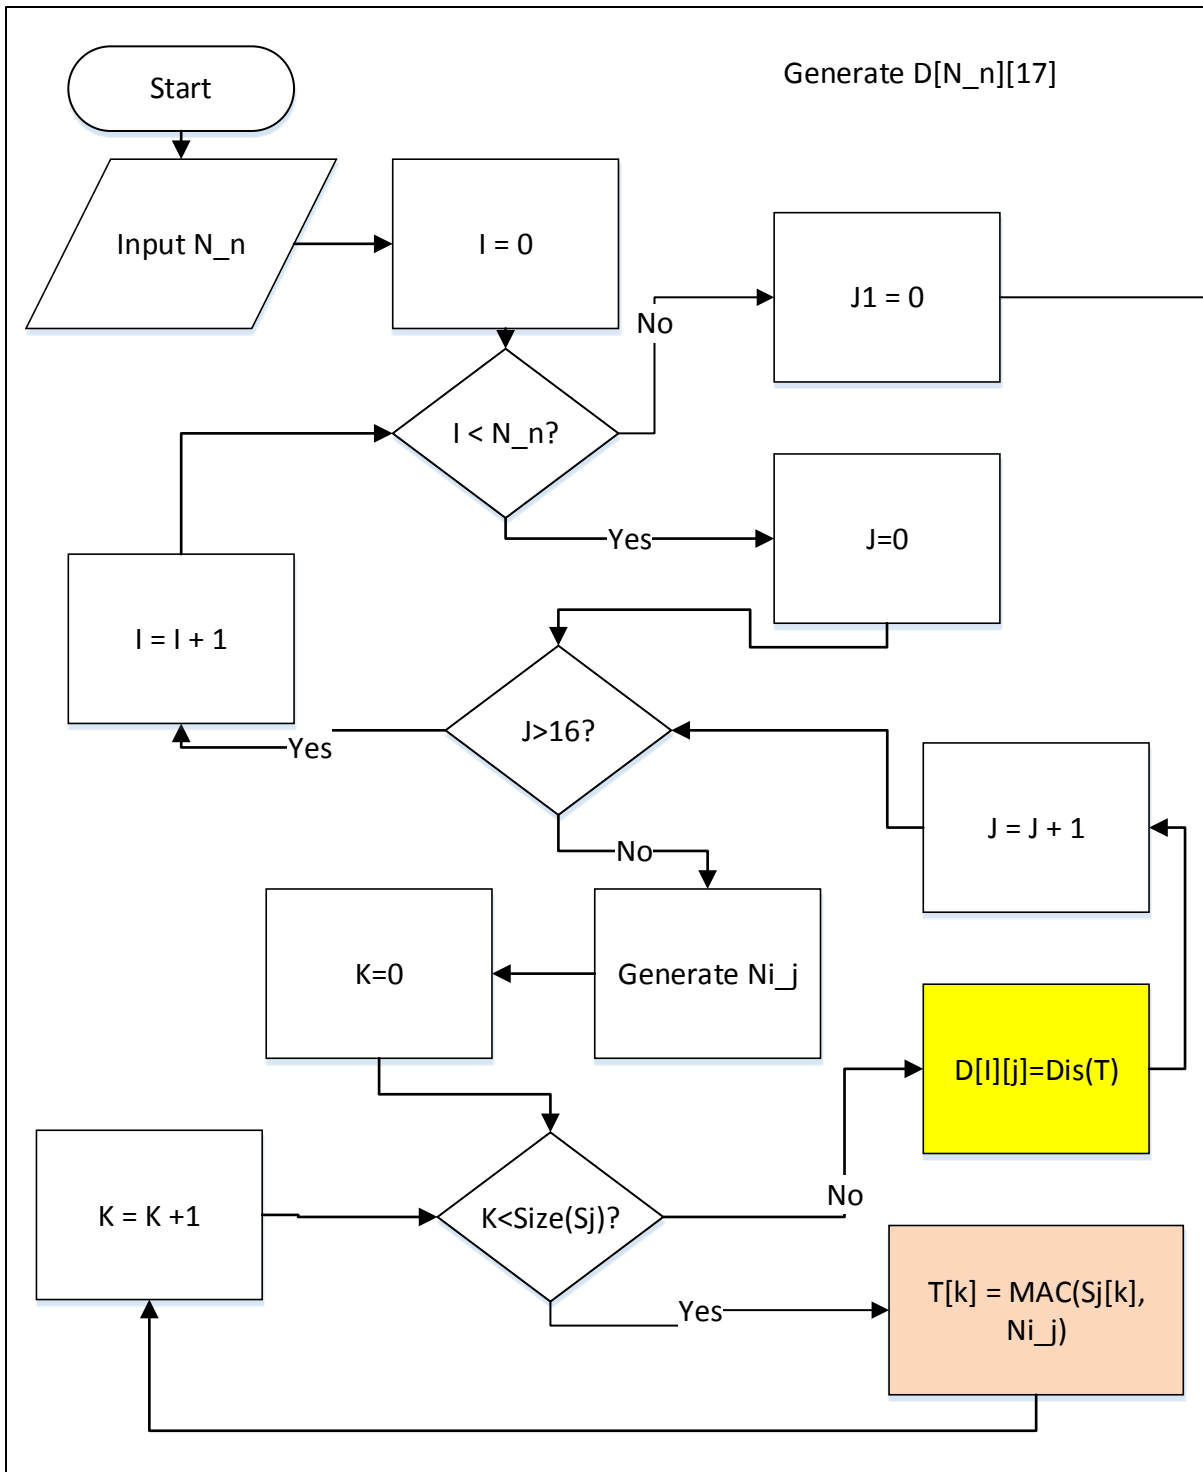 Start
Generate D[N_n][17]
Input N_n
I = 0
J1 = 0
No
I < N_n?
Yes
J=0
I = I + 1
J>16?
Yes
J = J + 1
No
K=0
Generate Ni_j
D[I][j]=Dis(T)
No
K = K +1
K<Size(Sj)?
Yes
T[k] = MAC(Sj[k],
Ni_j)